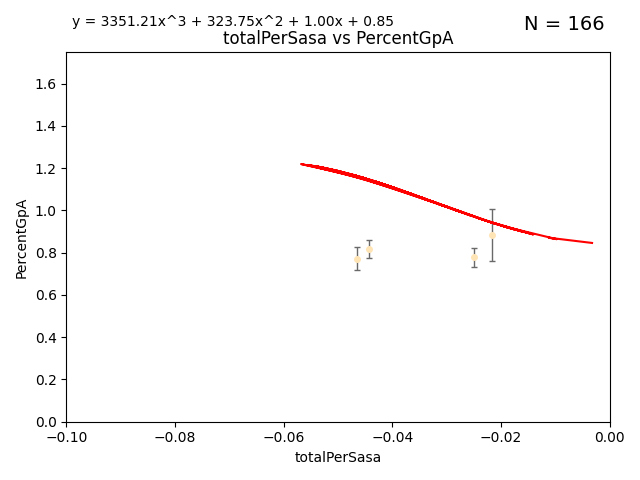 y = 3351.21x^3 + 323.75x^2 + 1.00x + 0.85
N = 166
totalPerSasa vs PercentGpA
PercentGpA
1.6
1.4
1.2
1.0
0.8
0.6
0.4
0.2
0.0
−0.10 −0.08 −0.06 −0.04 −0.02 0.00
totalPerSasa